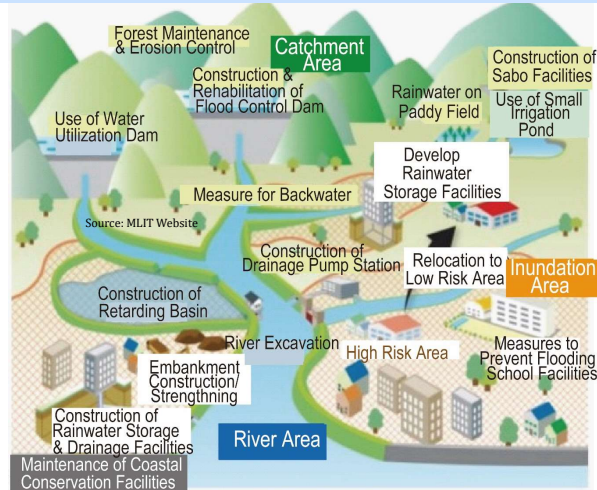 Forest Maintenance
& Erosion Control
Catchment
Area
Construction of
Sabo Facilities
Construction &
Rehabilitation of
Flood Control Dam
Rainwater on
Paddy Field
Use of Small
Irrigation
Pond
Use of Water
Utilization Dam
Develop
Rainwater
Storage Facilities
Measure for Backwater
Source: MLIT Website
Construction of
Drainage Pump Station
Relocation to
Low Risk Area
Inundation
Area
Construction of
Retarding Basin
River Excavation
High Risk Area
Measures to
Prevent Flooding
School Facilities
Embankment
Construction/
Strengthning
Construction of
Rainwater Storage
& Drainage Facilities
River Area
Maintenance of Coastal
Conservation Facilities